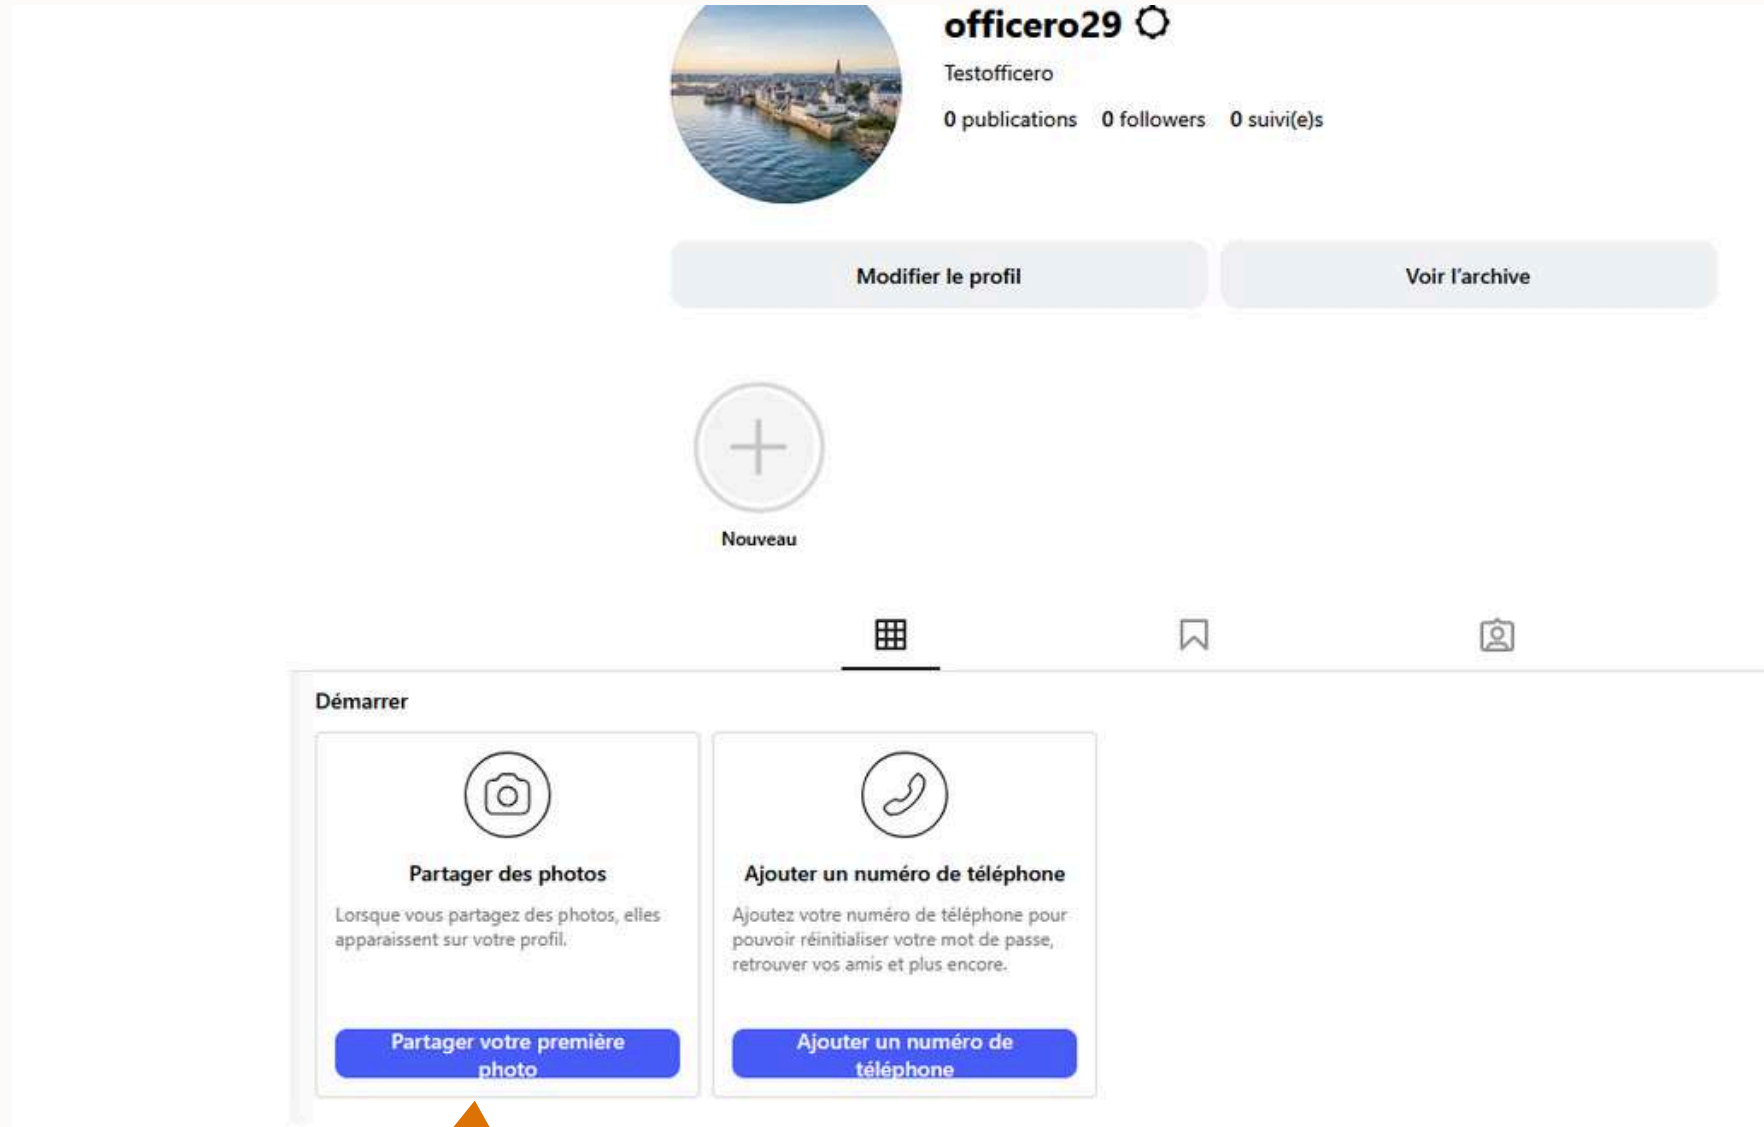 officero29
Testofficero
0 publications 0 followers 0 suivi(e)s
Modifier le profil
Voir l'archive
Nouveau
Démarrer
Partager des photos
Lorsque vous partagez des photos, elles
apparaissent sur votre profil.
Partager votre première
photo
Ajouter un numéro de téléphone
Ajoutez votre numéro de téléphone pour
pouvoir réinitialiser votre mot de passe,
retrouver vos amis et plus encore.
Ajouter un numéro de
téléphone